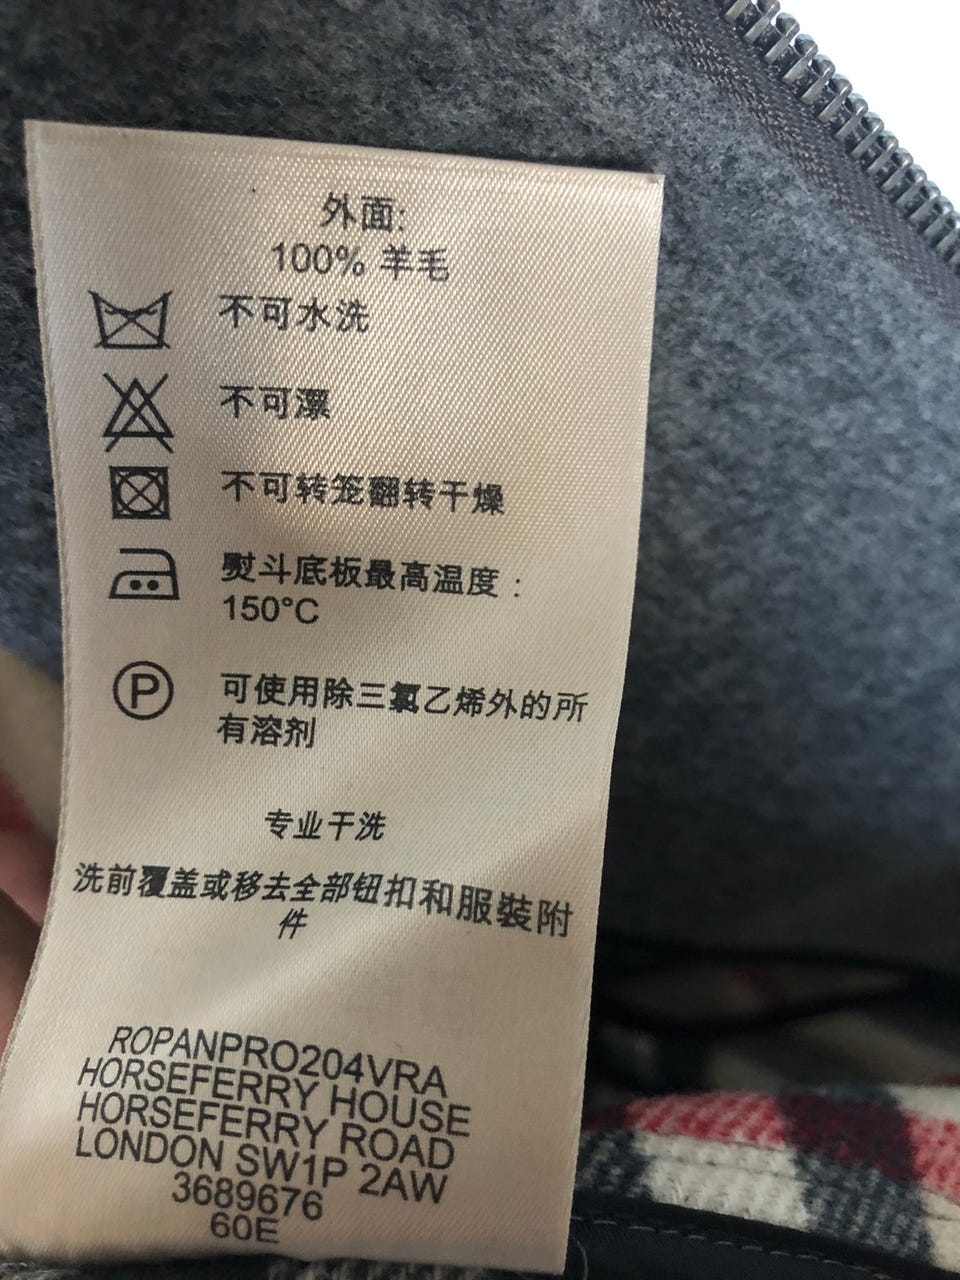 外面:
100% 羊毛
不可水洗
不可漂
不可转笼翻转干燥
熨斗底板最高温度：
150°C
P
可使用除三氯乙烯外的所
有溶剂
专业干洗
洗前覆盖或移去全部钮扣和服裝附
件
ROPANPRO204VRA
HORSEFERRY HOUSE
HORSEFERRY ROAD
LONDON SW1P 2AW
3689676
60E